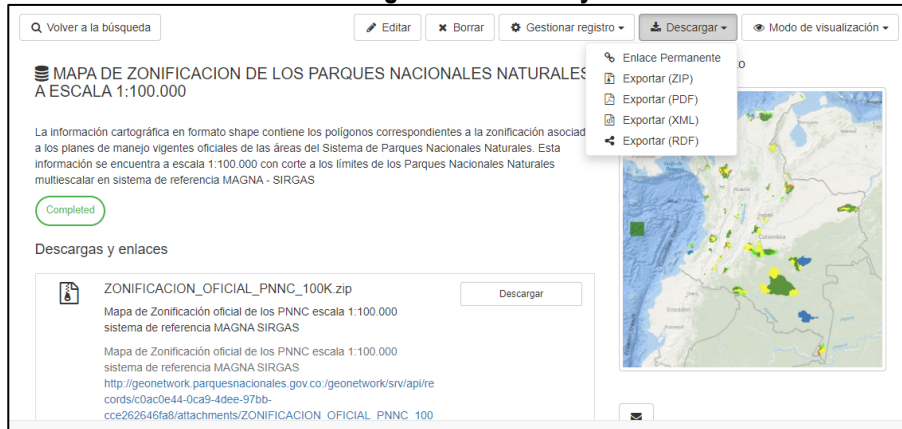 Volver a la búsqueda
Editar
Borrar
Gestionar registro
Descargar
Modo de visualización
Enlace Permanente
Exportar (ZIP)
Exportar (PDF)
Exportar (XML)
Exportar (RDF)
MAPA DE ZONIFICACION DE LOS PARQUES NACIONALES NATURALES
A ESCALA 1:100.000
La información cartográfica en formato shape contiene los polígonos correspondientes a la zonificación asociad
a los planes de manejo vigentes oficiales de las áreas del Sistema de Parques Nacionales Naturales. Esta
información se encuentra a escala 1:100.000 con corte a los límites de los Parques Nacionales Naturales
multiescalar en sistema de referencia MAGNA - SIRGAS
Completed
Descargas y enlaces
ZONIFICACION_OFICIAL_PNNC_100K.zip
Descargar
Mapa de Zonificación oficial de los PNNC escala 1:100.000
sistema de referencia MAGNA SIRGAS
Mapa de Zonificación oficial de los PNNC escala 1:100.000
sistema de referencia MAGNA SIRGAS
http://geonetwork.parquesnacionales.gov.co:/geonetwork/srv/api/re
cords/c0ac0e44-0ca9-4dee-97bb-
cce262646fa8/attachments/ZONIFICACION_OFICIAL_PNNC_100
Colombia
Ecuador